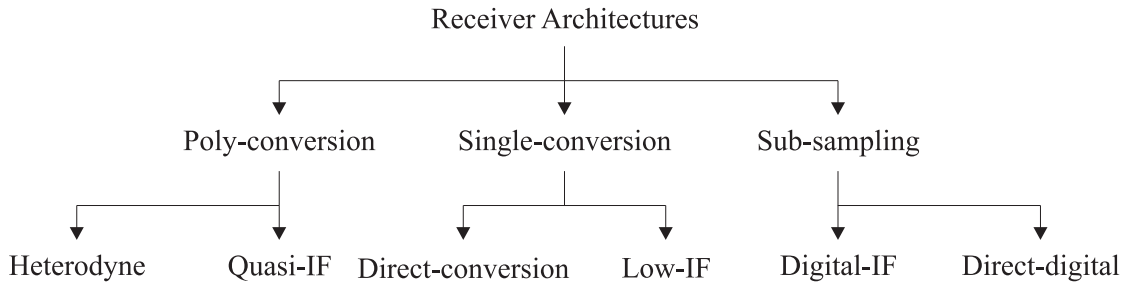 Receiver Architectures
Poly-conversion Single-conversion Sub-sampling
Heterodyne Quasi-IF Direct-conversion Low-IF Digital-IF Direct-digital